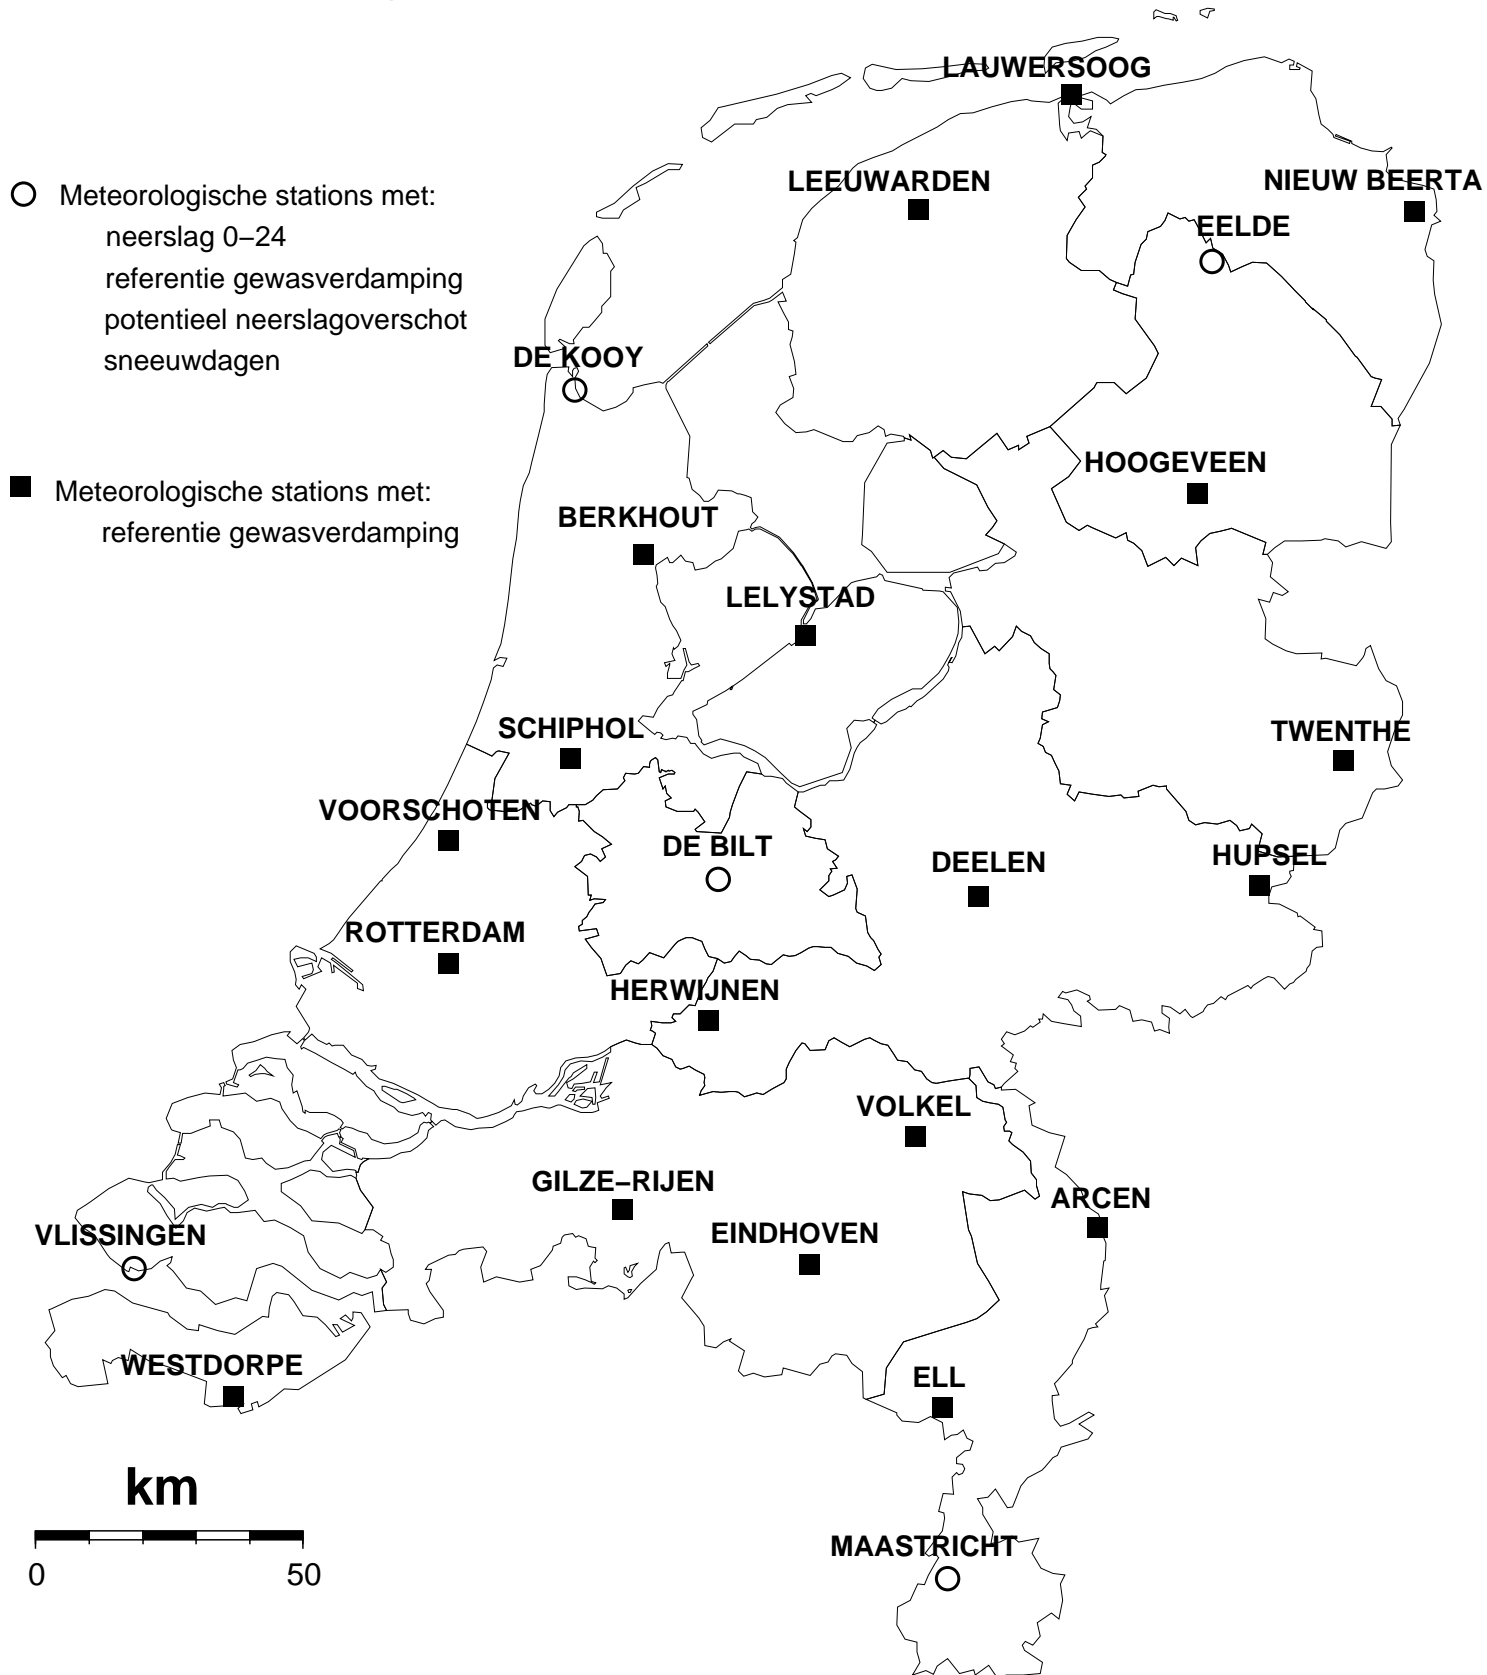 LAUWERSOOG
LEEUWARDEN
NIEUW BEERTA
Meteorologische stations met:
EELDE
neerslag 0−24
referentie gewasverdamping
potentieel neerslagoverschot
sneeuwdagen
DE KOOY
HOOGEVEEN
Meteorologische stations met:
referentie gewasverdamping
BERKHOUT
LELYSTAD
SCHIPHOL
TWENTHE
VOORSCHOTEN
DE BILT
DEELEN
HUPSEL
ROTTERDAM
HERWIJNEN
VOLKEL
GILZE−RIJEN
ARCEN
VLISSINGEN
EINDHOVEN
WESTDORPE
ELL
km
MAASTRICHT
0
50